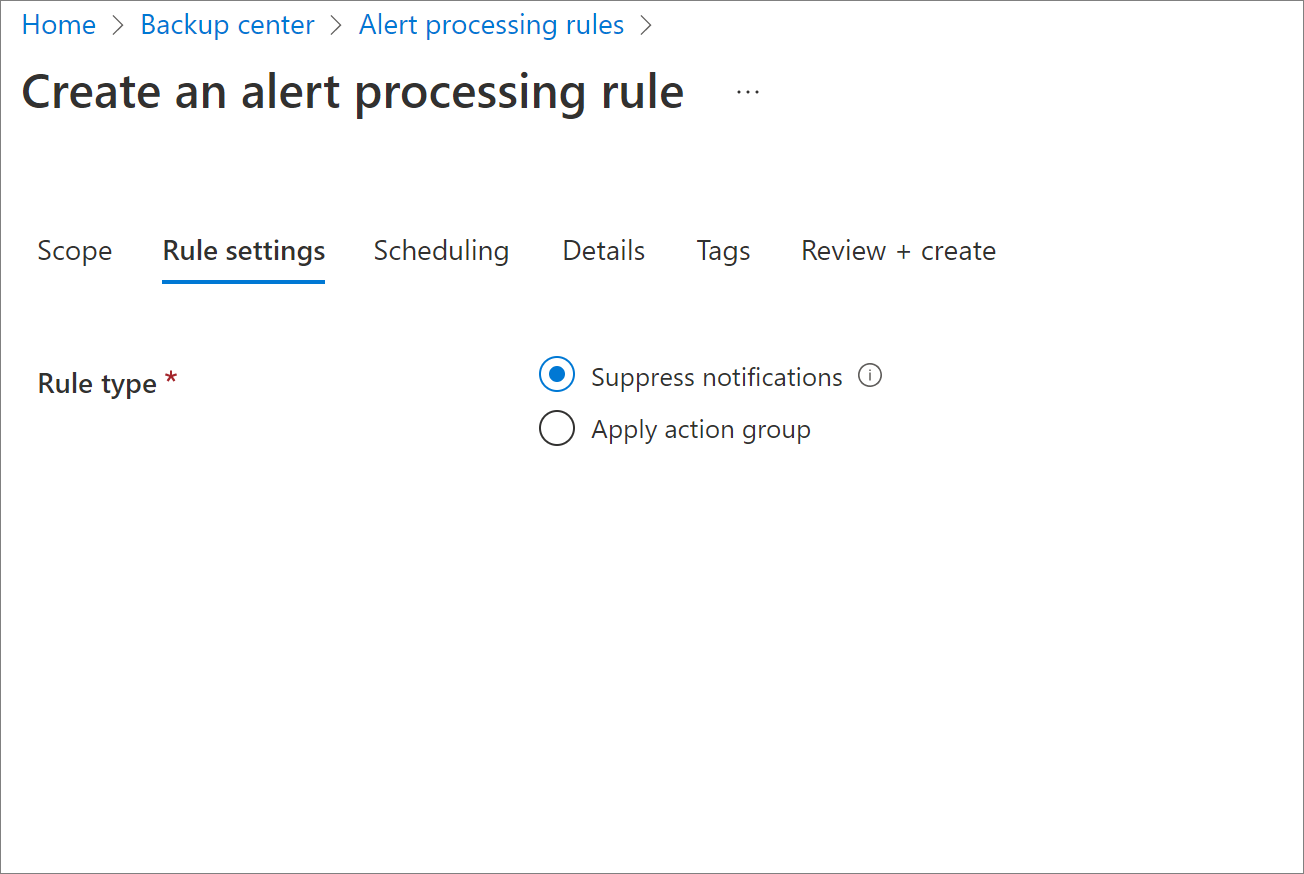 Home > Backup center > Alert processing rules >
Create an alert processing rule ...
Scope Rule settings Scheduling Details Tags Review + create
Rule type *
Suppress notifications
Apply action group